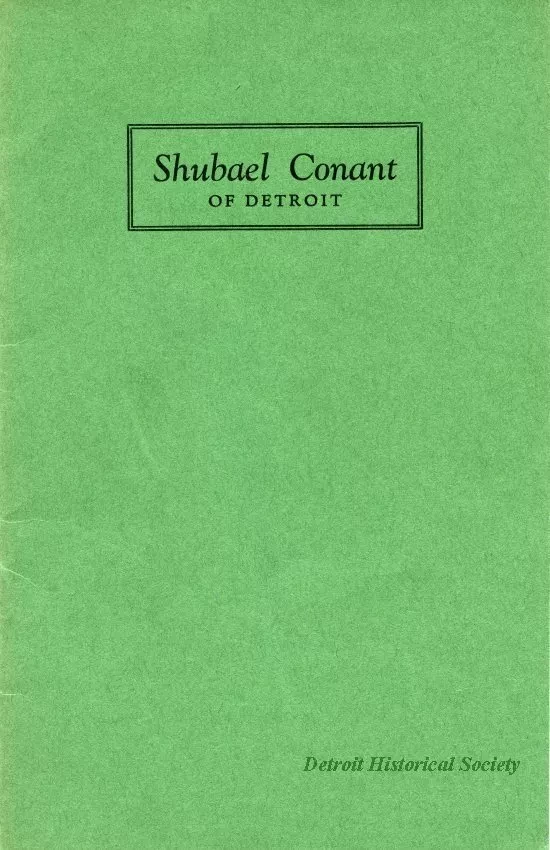 Shubael Conant
OF DETROIT
Detroit Historical Society